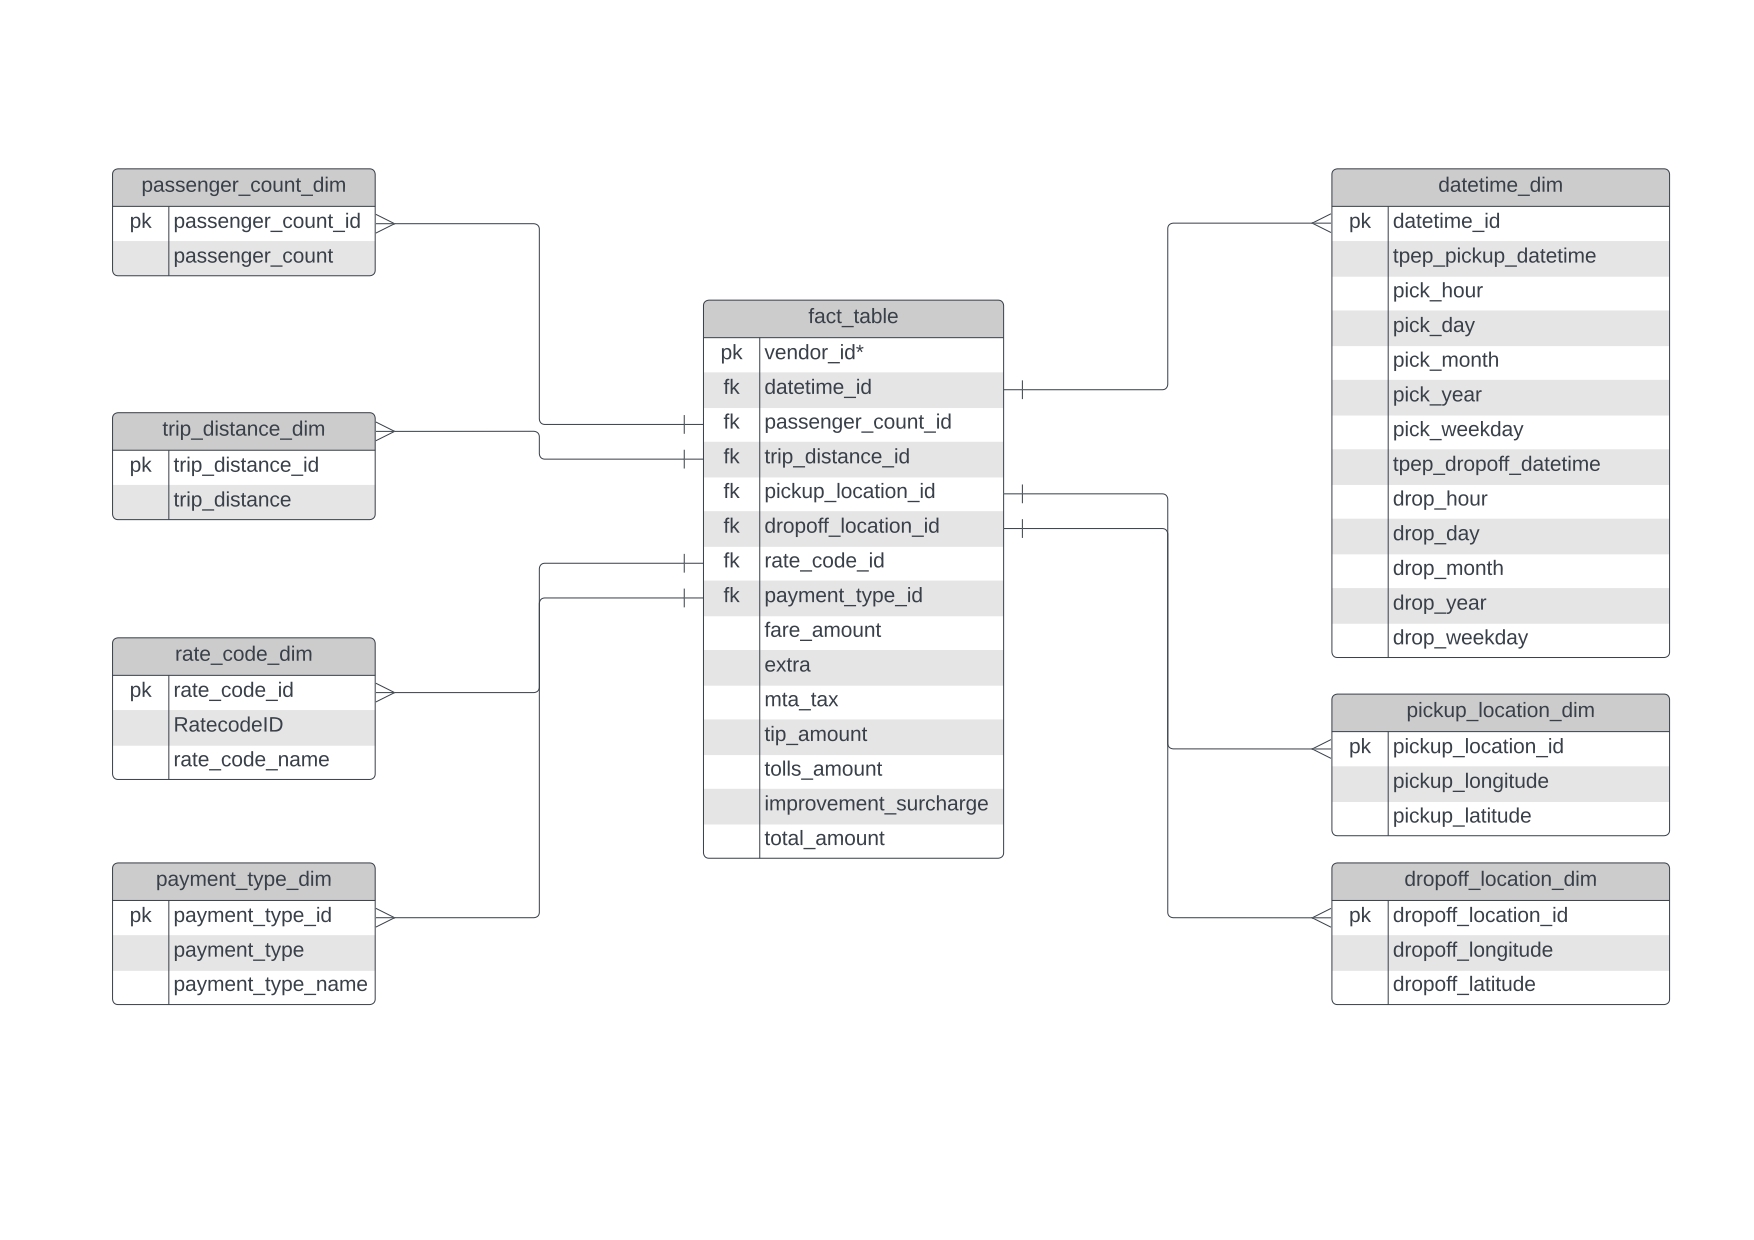 passenger_count_dim
pk passenger_count_id
passenger_count
trip_distance_dim
pk trip_distance_id
trip_distance
rate_code_dim
pk rate_code_id
RatecodeID
rate_code_name
payment_type_dim
pk payment_type_id
payment_type
payment_type_name
fact_table
pk vendor_id*
fk datetime_id
fk passenger_count_id
fk trip_distance_id
fk pickup_location_id
fk dropoff_location_id
fk rate_code_id
fk payment_type_id
fare_amount
extra
mta_tax
tip_amount
tolls_amount
improvement_surcharge
total_amount
datetime_dim
pk datetime_id
tpep_pickup_datetime
pick_hour
pick_day
pick_month
pick_year
pick_weekday
tpep_dropoff_datetime
drop_hour
drop_day
drop_month
drop_year
drop_weekday
pickup_location_dim
pk pickup_location_id
pickup_longitude
pickup_latitude
dropoff_location_dim
pk dropoff_location_id
dropoff_longitude
dropoff_latitude